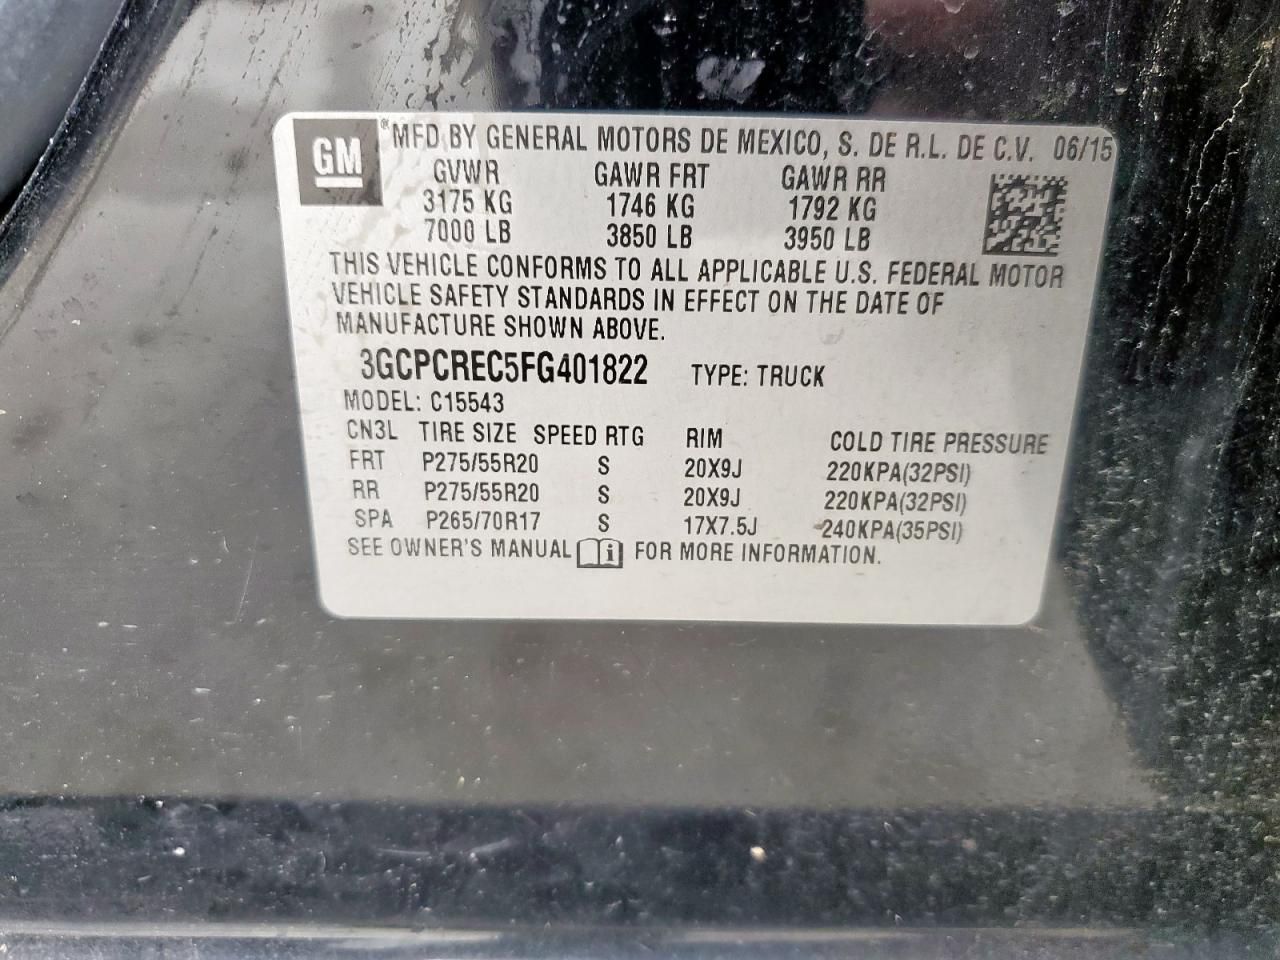 GM ® MFD BY GENERAL MOTORS DE MEXICO, S. DE R.L. DE C.V. 06/15
GVWR GAWR FRT GAWR RR
3175 KG 1746 KG 1792 KG
7000 LB 3850 LB 3950 LB
THIS VEHICLE CONFORMS TO ALL APPLICABLE U.S. FEDERAL MOTOR
VEHICLE SAFETY STANDARDS IN EFFECT ON THE DATE OF
MANUFACTURE SHOWN ABOVE.
3GCPCREC5FG401822 TYPE: TRUCK
MODEL: C15543
CN3L TIRE SIZE SPEED RTG RIM COLD TIRE PRESSURE
FRT P275/55R20 S 20X9J 220KPA(32PSI)
RR P275/55R20 S 20X9J 220KPA(32PSI)
SPA P265/70R17 S 17X7.5J 240KPA(35PSI)
SEE OWNER'S MANUAL i FOR MORE INFORMATION.